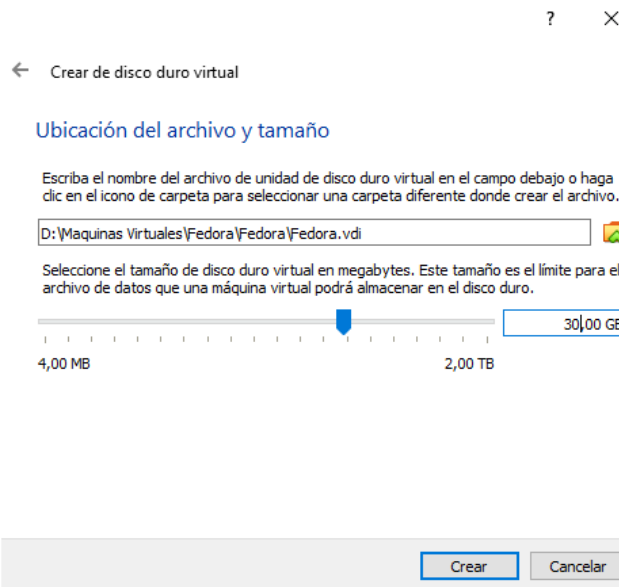 ?
Crear de disco duro virtual
Ubicación del archivo y tamaño
Escriba el nombre del archivo de unidad de disco duro virtual en el campo debajo o haga
clic en el icono de carpeta para seleccionar una carpeta diferente donde crear el archivo.
D:\Maquinas Virtuales\Fedora\Fedora\Fedora.vdi
Seleccione el tamaño de disco duro virtual en megabytes. Este tamaño es el límite para el
archivo de datos que una máquina virtual podrá almacenar en el disco duro.
30,00 GB
4,00 MB 2,00 TB
Crear Cancelar